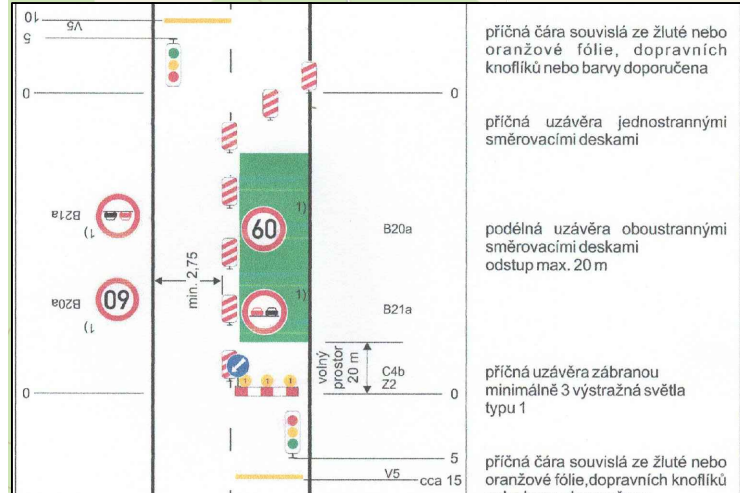 10
V5
5
příčná čára souvislá ze žluté nebo
oranžové fólie, dopravních
knoflíků nebo barvy doporučena
0
0
příčná uzávěra jednostrannými
směrovacími deskami
B21a
1)
1)
60
B20a
podélná uzávěra oboustrannými
směrovacími deskami
odstup max. 20 m
min. 2,75
B20a
60
1)
1)
B21a
volný
prostor
20 m
C4b
Z2
1 1 1
příčná uzávěra zábranou
minimálně 3 výstražná světla
typu 1
0
0
5
V5
cca 15
příčná čára souvislá ze žluté nebo
oranžové fólie,dopravních knoflíků